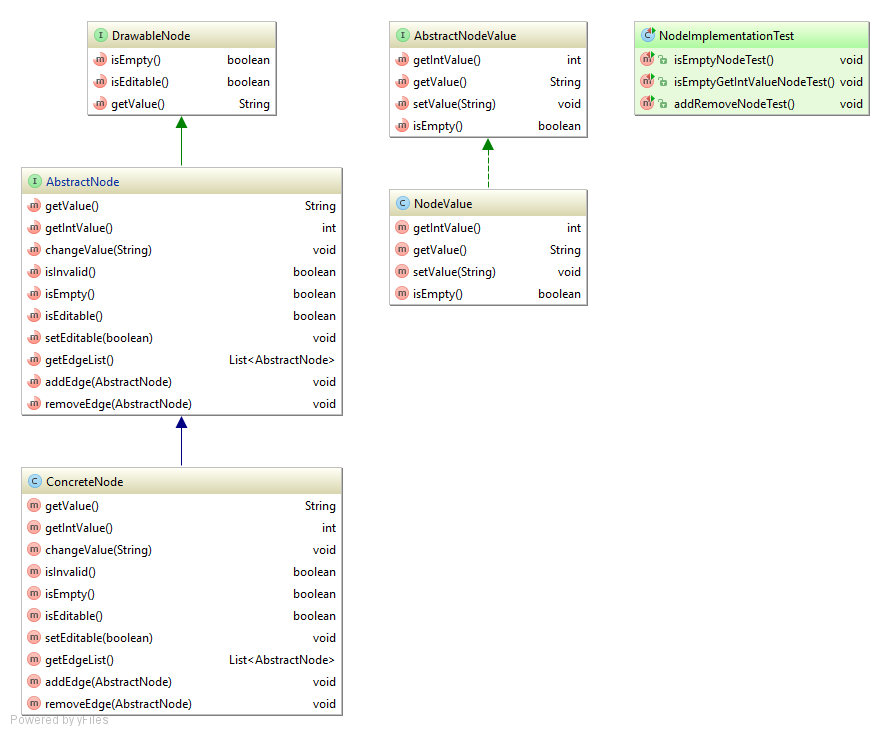 DrawableNode
isEmpty() boolean
isEditable() boolean
getValue() String
AbstractNode
getValue() String
getIntValue() int
changeValue(String) void
isInvalid() boolean
isEmpty() boolean
isEditable() boolean
setEditable(boolean) void
getEdgeList() List<AbstractNode>
addEdge(AbstractNode) void
removeEdge(AbstractNode) void
ConcreteNode
getValue() String
getIntValue() int
changeValue(String) void
isInvalid() boolean
isEmpty() boolean
isEditable() boolean
setEditable(boolean) void
getEdgeList() List<AbstractNode>
addEdge(AbstractNode) void
removeEdge(AbstractNode) void
AbstractNodeValue
getIntValue() int
getValue() String
setValue(String) void
isEmpty() boolean
NodeValue
getIntValue() int
getValue() String
setValue(String) void
isEmpty() boolean
NodeImplementationTest
isEmptyNodeTest() void
isEmptyGetIntValueNodeTest() void
addRemoveNodeTest() void
Powered by yFiles